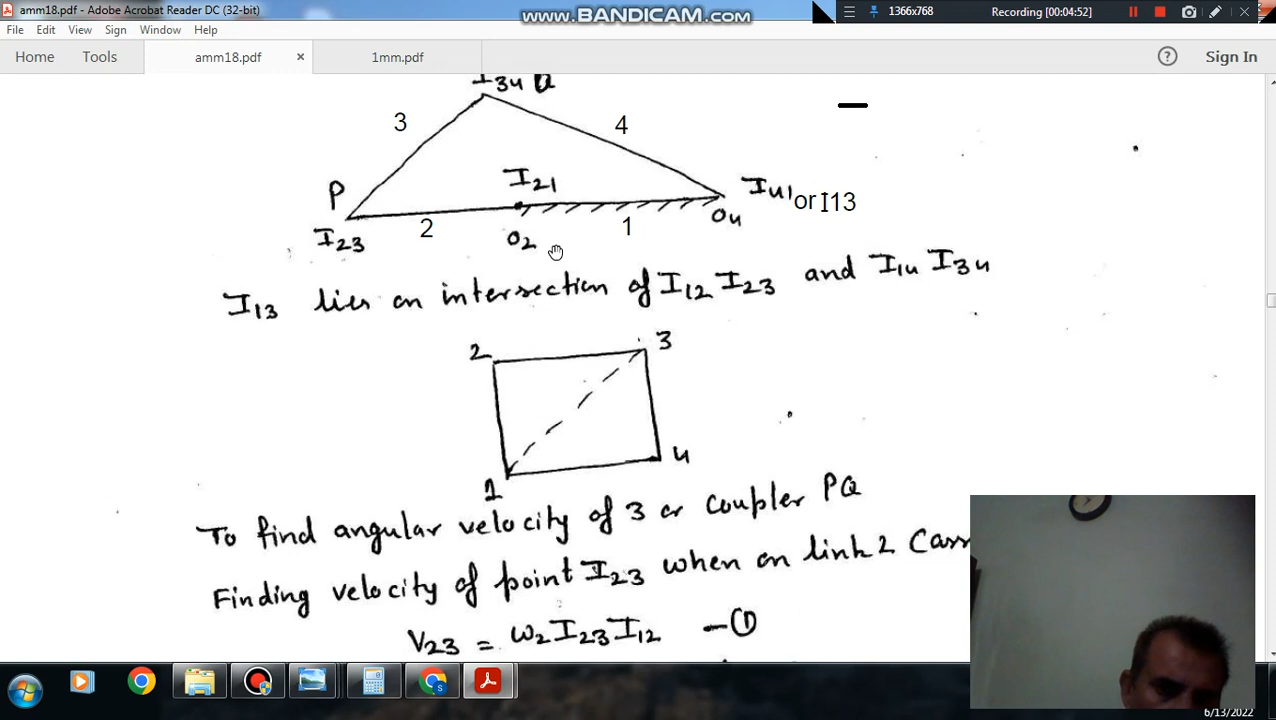 amm18.pdf - Adobe Acrobat Reader DC (32-bit)
www.BANDICAM.com
1366x768
Recording [00:04:52]
File Edit View Sign Window Help
Home Tools amm18.pdf × 1mm.pdf ? Sign In
I34 Q
3 4
P I21 I41 or I13
I23 2 O2 1 O4
I13 lies on intersection of I12 I23 and I14 I34
2 3
1 4
To find angular velocity of 3 or coupler PQ
Finding velocity of point I23 when on link 2
V23 = ω2 I23 I12 - ①
6/13/2022